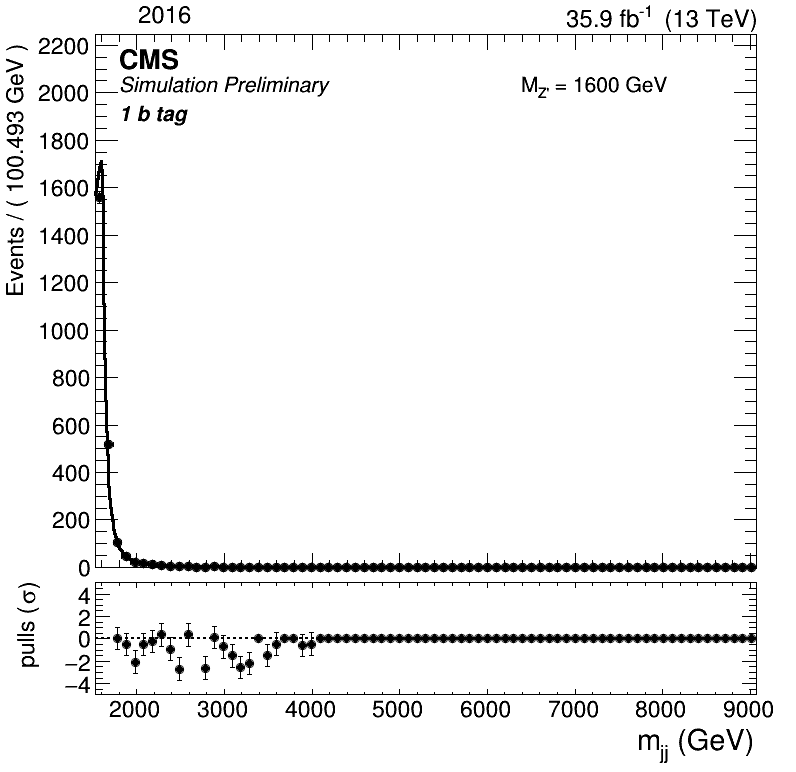 2016
35.9 fb⁻¹ (13 TeV)
CMS
Simulation Preliminary
1 b tag
M_Z' = 1600 GeV
Events / ( 100.493 GeV )
2200
2000
1800
1600
1400
1200
1000
800
600
400
200
0
pulls (σ)
4
2
0
−2
−4
2000 3000 4000 5000 6000 7000 8000 9000
m_jj (GeV)